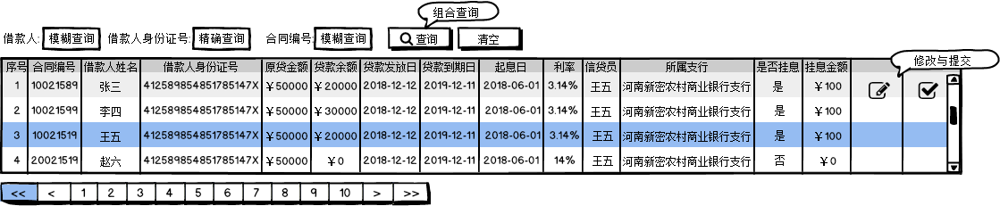 组合查询
借款人: 模糊查询 借款人身份证号: 精确查询 合同编号: 模糊查询 查询 清空
序号 合同编号 借款人姓名 借款人身份证号 原贷金额 贷款余额 贷款发放日 贷款到期日 起息日 利率 信贷员 所属支行 是否挂息 挂息金额
修改与提交
1 10021589 张三 412589854851785147X ￥50000 ￥20000 2018-12-12 2019-12-11 2018-06-01 3.14% 王五 河南新密农村商业银行支行 是 ￥100
2 10021599 李四 412589854851785147X ￥50000 ￥30000 2018-12-12 2019-12-11 2018-06-01 3.14% 王五 河南新密农村商业银行支行 是 ￥100
3 10021519 王五 412589854851785147X ￥50000 ￥20000 2018-12-12 2019-12-11 2018-06-01 3.14% 王五 河南新密农村商业银行支行 是 ￥100
4 20021519 赵六 412589854851785147X ￥50000 ￥0 2018-12-12 2019-12-11 2018-06-01 14% 王五 河南新密农村商业银行支行 否 ￥0
<< < 1 2 3 4 5 6 7 8 9 10 > >>